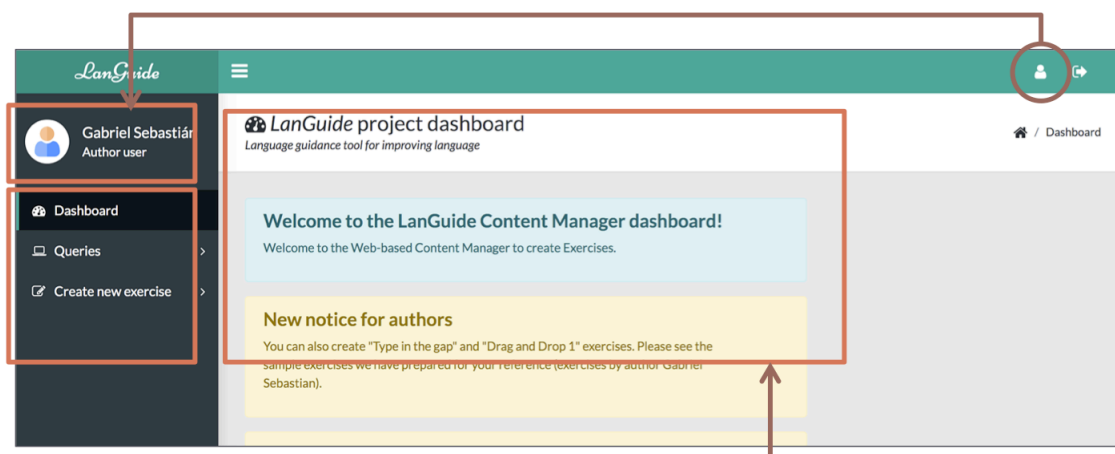 LanGuide
Gabriel Sebastián
Author user
Dashboard
Queries
Create new exercise
LanGuide project dashboard
Language guidance tool for improving language
/ Dashboard
Welcome to the LanGuide Content Manager dashboard!
Welcome to the Web-based Content Manager to create Exercises.
New notice for authors
You can also create "Type in the gap" and "Drag and Drop 1" exercises. Please see the
sample exercises we have prepared for your reference (exercises by author Gabriel
Sebastian).